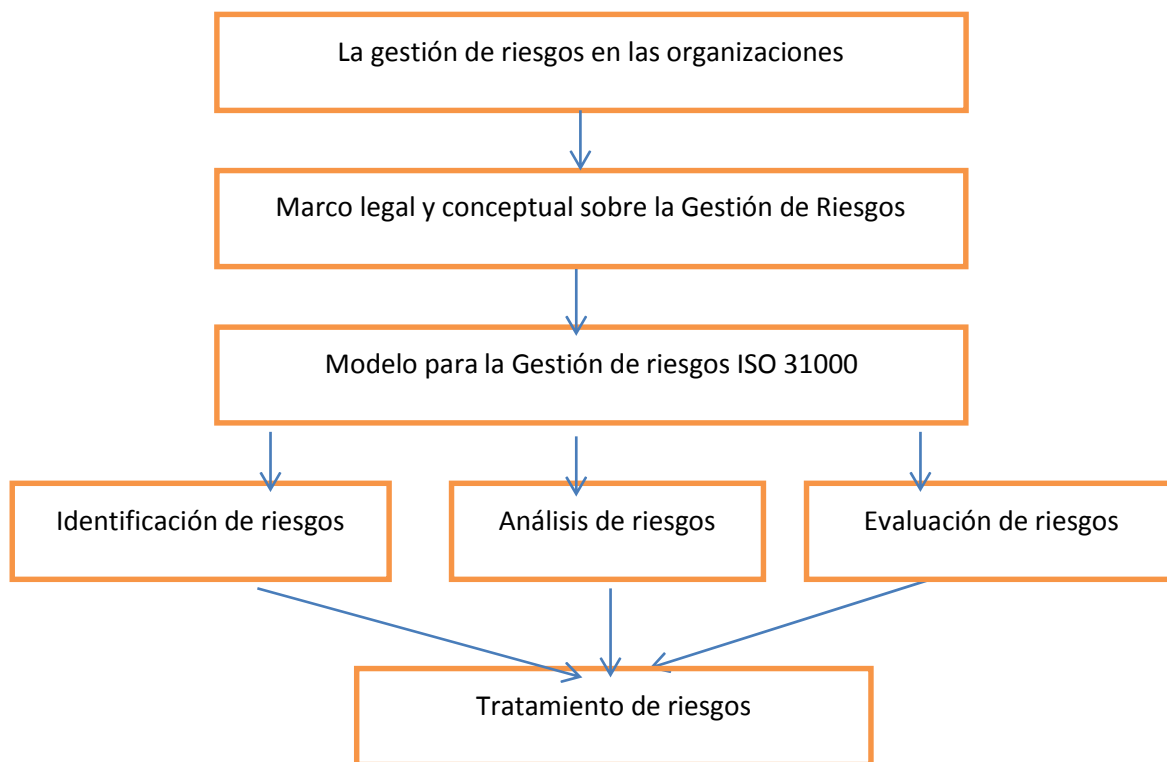 La gestión de riesgos en las organizaciones
Marco legal y conceptual sobre la Gestión de Riesgos
Modelo para la Gestión de riesgos ISO 31000
Identificación de riesgos
Análisis de riesgos
Evaluación de riesgos
Tratamiento de riesgos